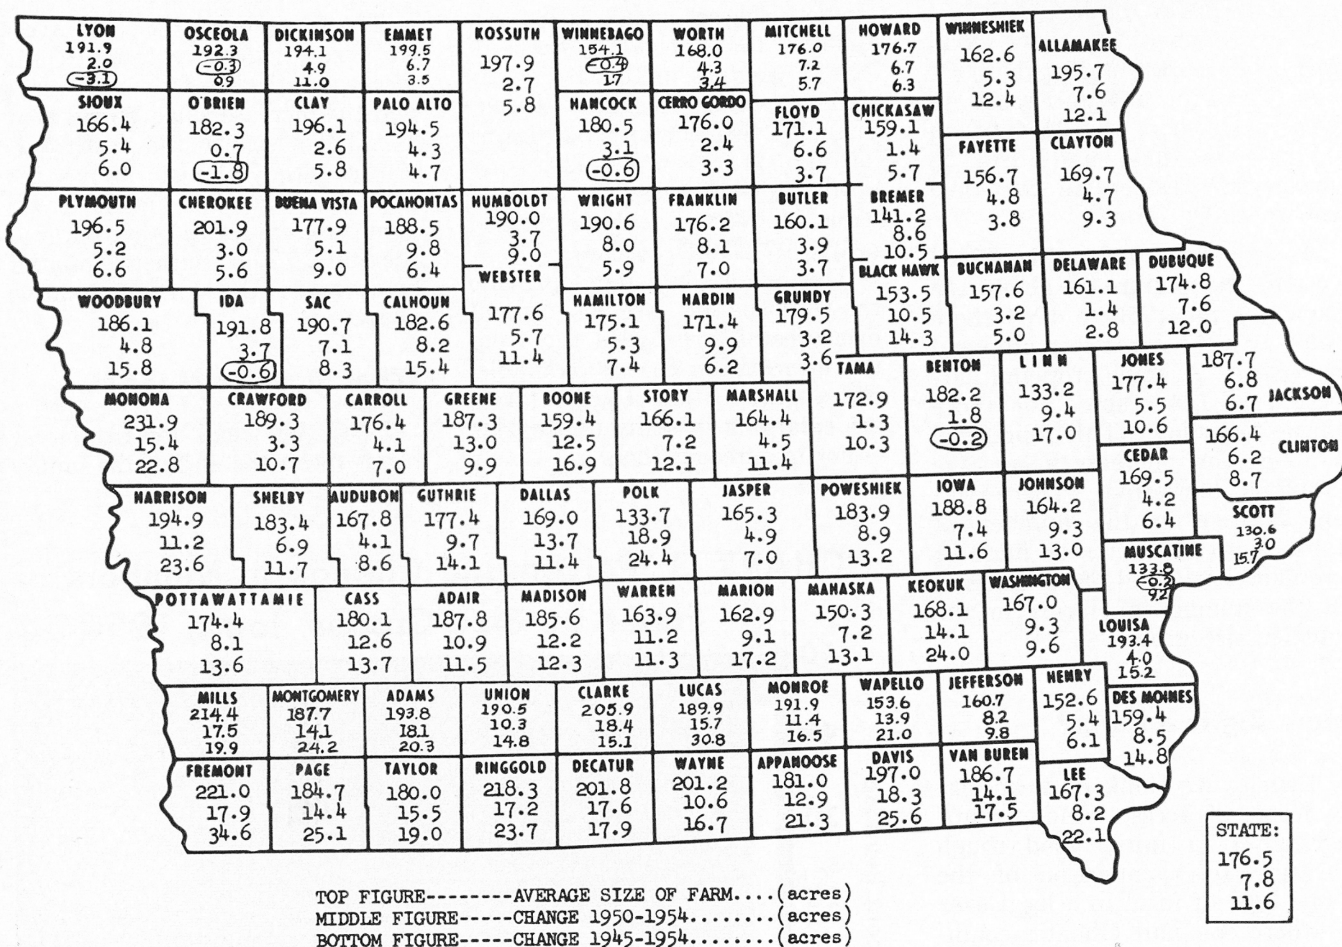 LYON
191.9
2.0
-3.1
OSCEOLA
192.3
-0.3
0.9
DICKINSON
194.1
4.9
11.0
EMMET
199.5
6.7
3.5
KOSSUTH
197.9
2.7
5.8
WINNEBAGO
154.1
-0.4
1.7
WORTH
168.0
4.3
3.4
MITCHELL
176.0
7.2
5.7
HOWARD
176.7
6.7
6.3
WINNESHIEK
162.6
5.3
12.4
ALLAMAKEE
195.7
7.6
12.1
SIOUX
166.4
5.4
6.0
O'BRIEN
182.3
0.7
-1.8
CLAY
196.1
2.6
5.8
PALO ALTO
194.5
4.3
4.7
HANCOCK
180.5
3.1
-0.6
CERRO GORDO
176.0
2.4
3.3
FLOYD
171.1
6.6
3.7
CHICKASAW
159.1
1.4
5.7
FAYETTE
156.7
4.8
3.8
CLAYTON
169.7
4.7
9.3
PLYMOUTH
196.5
5.2
6.6
CHEROKEE
201.9
3.0
5.6
BUENA VISTA
177.9
5.1
9.0
POCAHONTAS
188.5
9.8
6.4
HUMBOLDT
190.0
3.7
9.0
WRIGHT
190.6
8.0
5.9
FRANKLIN
176.2
8.1
7.0
BUTLER
160.1
3.9
3.7
BREMER
141.2
8.6
10.5
WOODBURY
186.1
4.8
15.8
IDA
191.8
3.7
-0.6
SAC
190.7
7.1
8.3
CALHOUN
182.6
8.2
15.4
WEBSTER
177.6
5.7
11.4
HAMILTON
175.1
5.3
7.4
HARDIN
171.4
9.9
6.2
GRUNDY
179.5
3.2
3.6
BLACK HAWK
153.5
10.5
14.3
BUCHANAN
157.6
3.2
5.0
DELAWARE
161.1
1.4
2.8
DUBUQUE
174.8
7.6
12.0
MONONA
231.9
15.4
22.8
CRAWFORD
189.3
3.3
10.7
CARROLL
176.4
4.1
7.0
GREENE
187.3
13.0
9.9
BOONE
159.4
12.5
16.9
STORY
166.1
7.2
12.1
MARSHALL
164.4
4.5
11.4
TAMA
172.9
1.3
10.3
BENTON
182.2
1.8
-0.2
LINN
133.2
9.4
17.0
JONES
177.4
5.5
10.6
187.7
6.8
6.7
JACKSON
166.4
6.2
8.7
CLINTON
CEDAR
169.5
4.2
6.4
SCOTT
130.6
3.0
15.7
HARRISON
194.9
11.2
23.6
SHELBY
183.4
6.9
11.7
AUDUBON
167.8
4.1
8.6
GUTHRIE
177.4
9.7
14.1
DALLAS
169.0
13.7
11.4
POLK
133.7
18.9
24.4
JASPER
165.3
4.9
7.0
POWESHIEK
183.9
8.9
13.2
IOWA
188.8
7.4
11.6
JOHNSON
164.2
9.3
13.0
MUSCATINE
133.8
-0.2
9.2
POTTAWATTAMIE
174.4
8.1
13.6
CASS
180.1
12.6
13.7
ADAIR
187.8
10.9
11.5
MADISON
185.6
12.2
12.3
WARREN
163.9
11.2
11.3
MARION
162.9
9.1
17.2
MAHASKA
150.3
7.2
13.1
KEOKUK
168.1
14.1
24.0
WASHINGTON
167.0
9.3
9.6
LOUISA
193.4
4.0
15.2
MILLS
214.4
17.5
19.9
MONTGOMERY
187.7
14.1
24.2
ADAMS
193.8
18.1
20.3
UNION
190.5
10.3
14.8
CLARKE
205.9
18.4
15.1
LUCAS
189.9
15.7
30.8
MONROE
191.9
11.4
16.5
WAPELLO
153.6
13.9
21.0
JEFFERSON
160.7
8.2
9.8
HENRY
152.6
5.4
6.1
DES MOINES
159.4
8.5
14.8
FREMONT
221.0
17.9
34.6
PAGE
184.7
14.4
25.1
TAYLOR
180.0
15.5
19.0
RINGGOLD
218.3
17.2
23.7
DECATUR
201.8
17.6
17.9
WAYNE
201.2
10.6
16.7
APPANOOSE
181.0
12.9
21.3
DAVIS
197.0
18.3
25.6
VAN BUREN
186.7
14.1
17.5
LEE
167.3
8.2
22.1
STATE:
176.5
7.8
11.6
TOP FIGURE-------AVERAGE SIZE OF FARM....(acres)
MIDDLE FIGURE-----CHANGE 1950-1954........(acres)
BOTTOM FIGURE-----CHANGE 1945-1954........(acres)